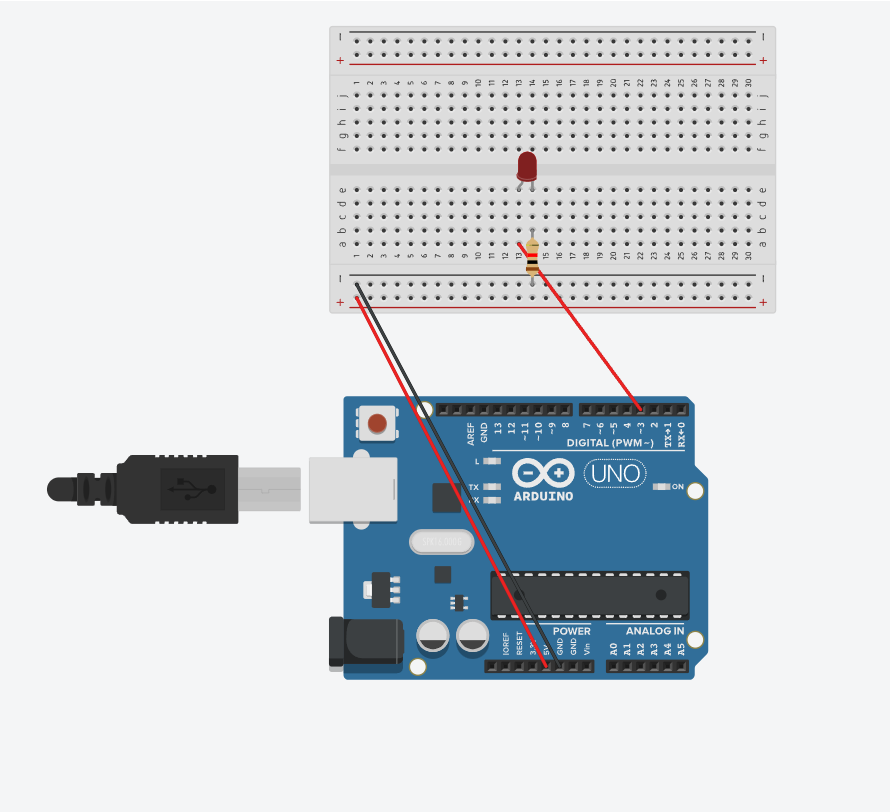 − −
+ +
1 2 3 4 5 6 7 8 9 10 11 12 13 14 15 16 17 18 19 20 21 22 23 24 25 26 27 28 29 30
j j
i i
h h
g g
f f
e e
d d
c c
b b
a a
1 2 3 4 5 6 7 8 9 10 11 12 13 15 16 17 18 19 20 21 22 23 24 25 26 27 28 29 30
− −
+ +
AREF GND 13 12 ~11 ~10 ~9 8 7 ~6 ~5 4 ~3 2 TX→1 RX←0
DIGITAL (PWM~)
L
TX
ARDUINO
UNO
ON
POWER
ANALOG IN
IOREF RESET 5V GND GND Vin A0 A1 A2 A3 A4 A5